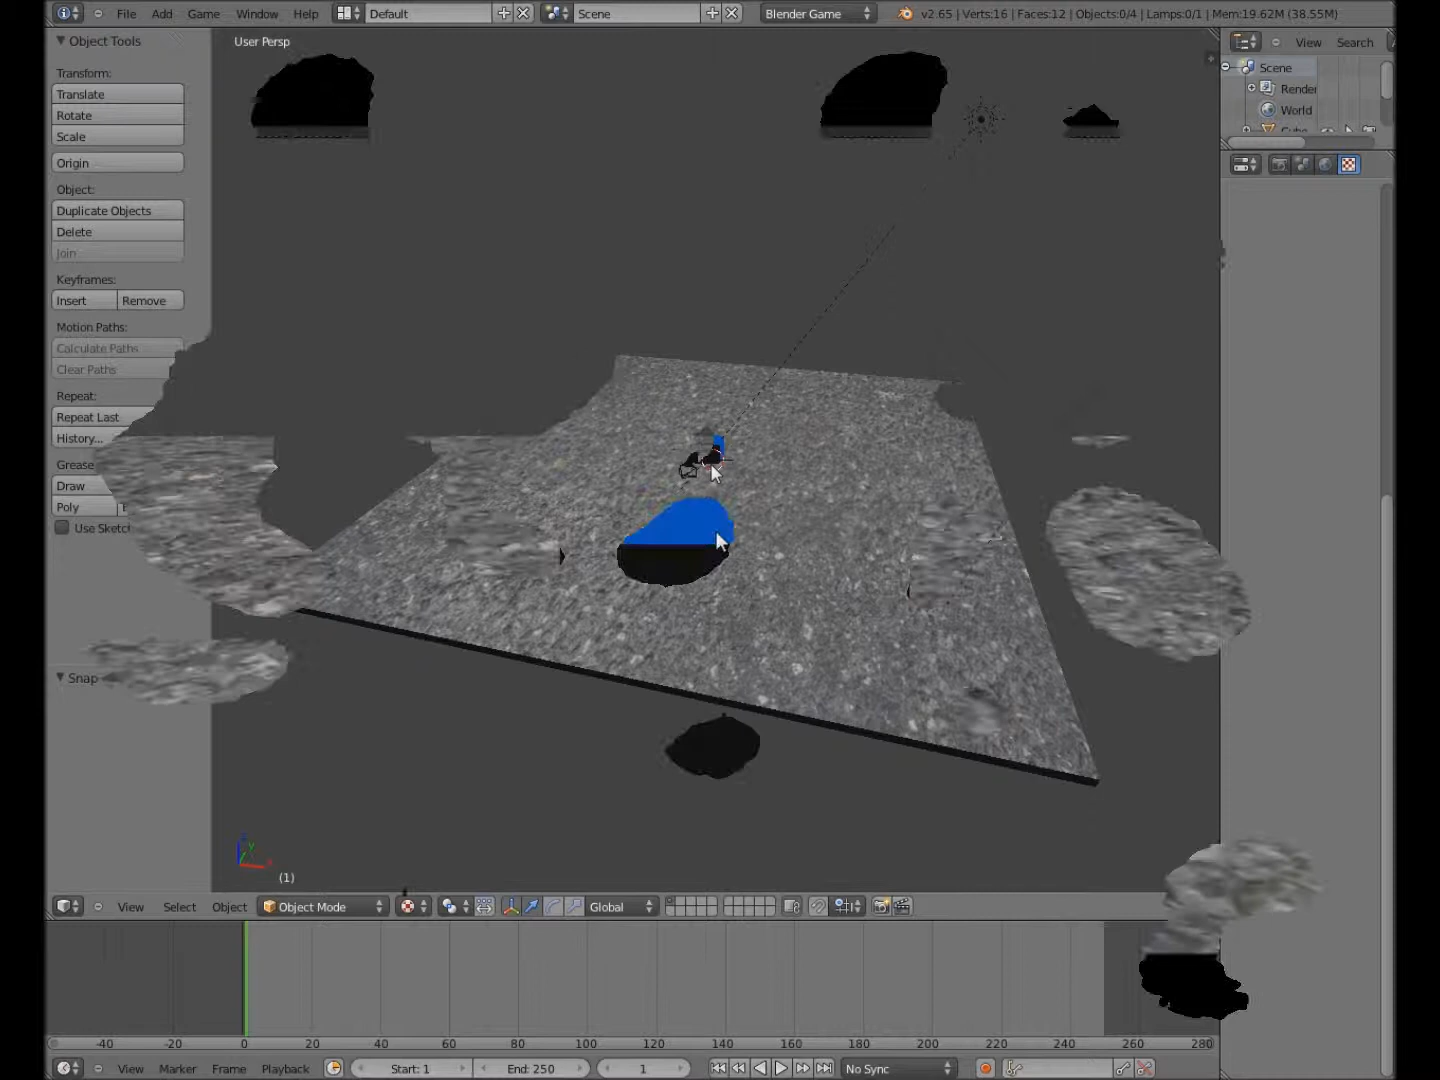 File Add Game Window Help Default Scene Blender Game v2.65 | Verts:16 | Faces:12 | Objects:0/4 | Lamps:0/1 | Mem:19.62M (38.55M)
Object Tools
User Persp
View Search
Transform:
Translate
Rotate
Scale
Origin
Object:
Duplicate Objects
Delete
Join
Keyframes:
Insert Remove
Motion Paths:
Calculate Paths
Clear Paths
Repeat:
Repeat Last
History...
Grease
Draw
Poly
Use Sketc
Snap
Scene
Render
World
(1)
View Select Object Object Mode Global
-40 -20 0 20 40 60 80 100 120 140 160 180 200 220 240 260 280
View Marker Frame Playback Start: 1 End: 250 1 No Sync